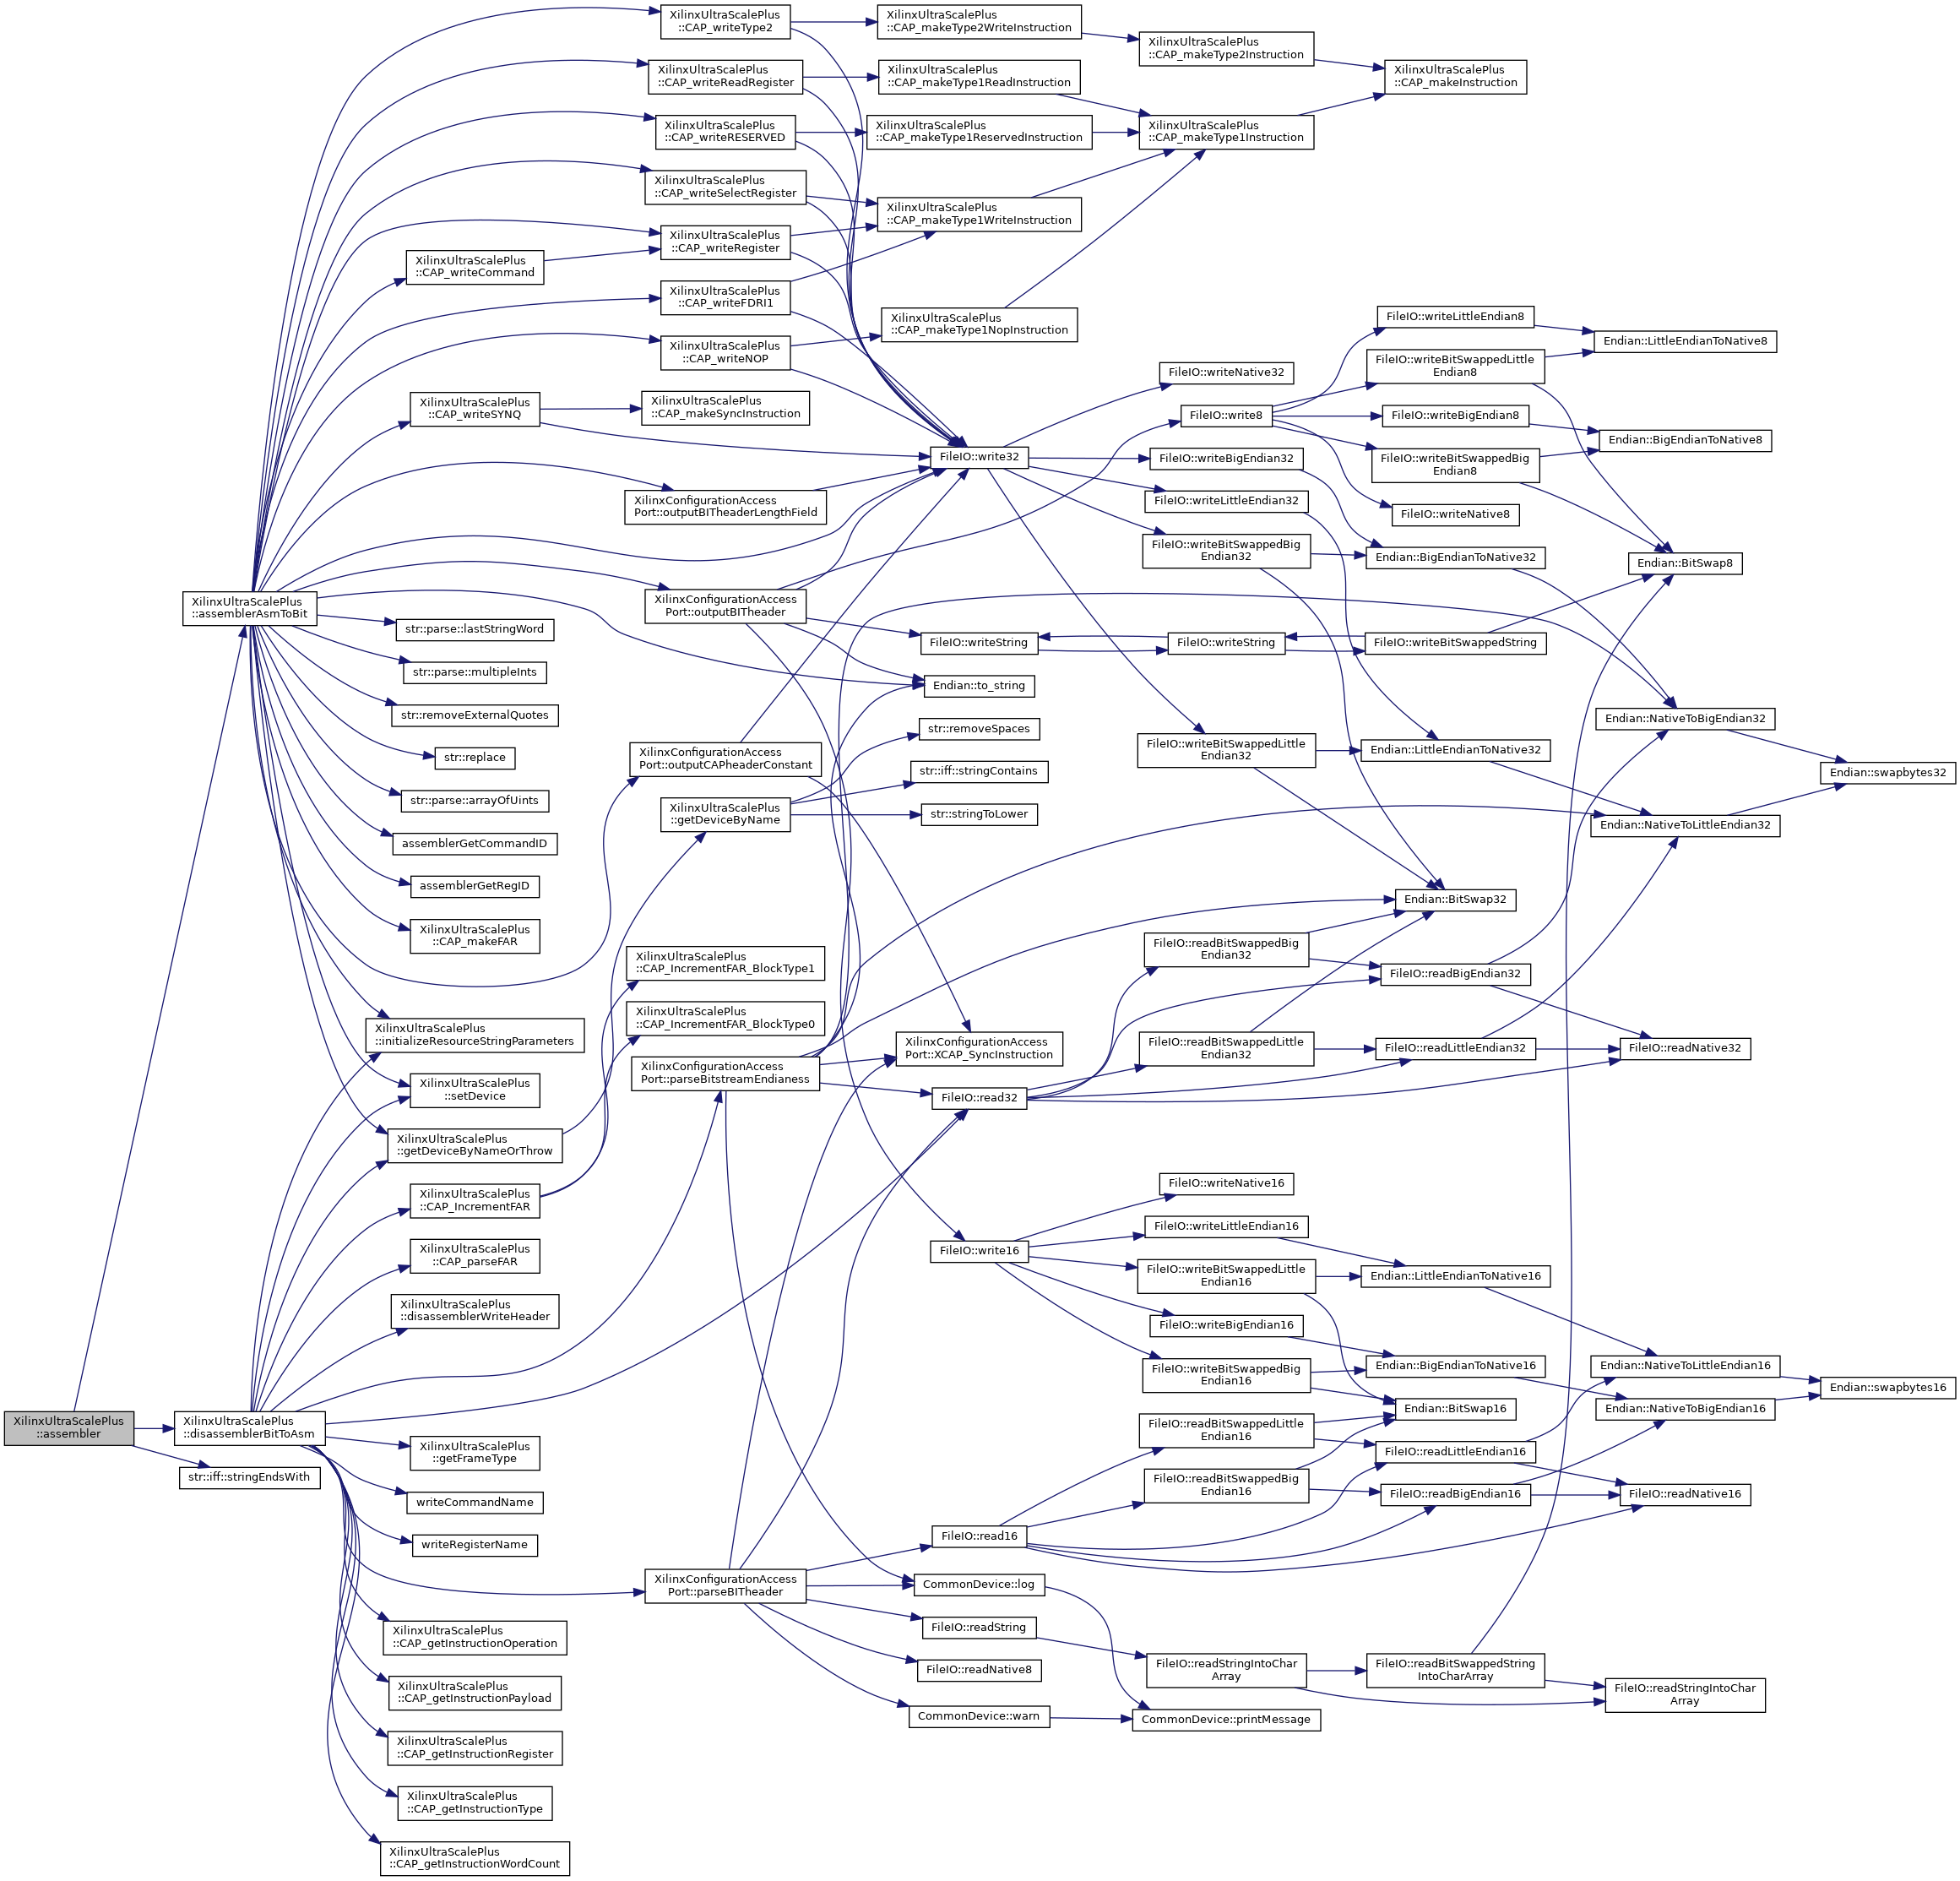 XilinxUltraScalePlus
::assembler
XilinxUltraScalePlus
::assemblerAsmToBit
XilinxUltraScalePlus
::disassemblerBitToAsm
str::iff::stringEndsWith
XilinxUltraScalePlus
::CAP_writeCommand
XilinxUltraScalePlus
::CAP_writeSYNQ
str::parse::lastStringWord
str::parse::multipleInts
str::removeExternalQuotes
str::replace
str::parse::arrayOfUints
assemblerGetCommandID
assemblerGetRegID
XilinxUltraScalePlus
::CAP_makeFAR
XilinxUltraScalePlus
::initializeResourceStringParameters
XilinxUltraScalePlus
::setDevice
XilinxUltraScalePlus
::getDeviceByNameOrThrow
XilinxUltraScalePlus
::CAP_IncrementFAR
XilinxUltraScalePlus
::CAP_parseFAR
XilinxUltraScalePlus
::disassemblerWriteHeader
XilinxUltraScalePlus
::getFrameType
writeCommandName
writeRegisterName
XilinxUltraScalePlus
::CAP_getInstructionOperation
XilinxUltraScalePlus
::CAP_getInstructionPayload
XilinxUltraScalePlus
::CAP_getInstructionRegister
XilinxUltraScalePlus
::CAP_getInstructionType
XilinxUltraScalePlus
::CAP_getInstructionWordCount
XilinxUltraScalePlus
::CAP_writeType2
XilinxUltraScalePlus
::CAP_writeReadRegister
XilinxUltraScalePlus
::CAP_writeRESERVED
XilinxUltraScalePlus
::CAP_writeSelectRegister
XilinxUltraScalePlus
::CAP_writeRegister
XilinxUltraScalePlus
::CAP_writeFDRI1
XilinxUltraScalePlus
::CAP_writeNOP
XilinxUltraScalePlus
::CAP_makeSyncInstruction
XilinxConfigurationAccess
Port::outputBITheaderLengthField
XilinxConfigurationAccess
Port::outputBITheader
XilinxConfigurationAccess
Port::outputCAPheaderConstant
XilinxUltraScalePlus
::getDeviceByName
XilinxUltraScalePlus
::CAP_IncrementFAR_BlockType1
XilinxUltraScalePlus
::CAP_IncrementFAR_BlockType0
XilinxConfigurationAccess
Port::parseBitstreamEndianess
XilinxConfigurationAccess
Port::parseBITheader
XilinxUltraScalePlus
::CAP_makeType2WriteInstruction
XilinxUltraScalePlus
::CAP_makeType1ReadInstruction
XilinxUltraScalePlus
::CAP_makeType1ReservedInstruction
XilinxUltraScalePlus
::CAP_makeType1WriteInstruction
XilinxUltraScalePlus
::CAP_makeType1NopInstruction
FileIO::write32
FileIO::writeString
Endian::to_string
str::removeSpaces
str::iff::stringContains
str::stringToLower
XilinxConfigurationAccess
Port::XCAP_SyncInstruction
FileIO::read32
FileIO::write16
FileIO::read16
CommonDevice::log
FileIO::readString
FileIO::readNative8
CommonDevice::warn
XilinxUltraScalePlus
::CAP_makeType2Instruction
XilinxUltraScalePlus
::CAP_makeType1Instruction
FileIO::writeNative32
FileIO::write8
FileIO::writeBigEndian32
FileIO::writeLittleEndian32
FileIO::writeBitSwappedBig
Endian32
FileIO::writeString
FileIO::writeBitSwappedLittle
Endian32
FileIO::readBitSwappedBig
Endian32
FileIO::readBitSwappedLittle
Endian32
FileIO::writeNative16
FileIO::writeLittleEndian16
FileIO::writeBitSwappedLittle
Endian16
FileIO::writeBigEndian16
FileIO::writeBitSwappedBig
Endian16
FileIO::readBitSwappedLittle
Endian16
FileIO::readBitSwappedBig
Endian16
FileIO::readStringIntoChar
Array
CommonDevice::printMessage
XilinxUltraScalePlus
::CAP_makeInstruction
FileIO::writeLittleEndian8
FileIO::writeBitSwappedLittle
Endian8
FileIO::writeBigEndian8
FileIO::writeBitSwappedBig
Endian8
FileIO::writeNative8
Endian::BigEndianToNative32
FileIO::writeBitSwappedString
Endian::LittleEndianToNative32
Endian::BitSwap32
FileIO::readBigEndian32
FileIO::readLittleEndian32
Endian::LittleEndianToNative16
Endian::BigEndianToNative16
Endian::BitSwap16
FileIO::readLittleEndian16
FileIO::readBigEndian16
FileIO::readBitSwappedString
IntoCharArray
Endian::LittleEndianToNative8
Endian::BigEndianToNative8
Endian::BitSwap8
Endian::NativeToBigEndian32
Endian::NativeToLittleEndian32
FileIO::readNative32
Endian::NativeToLittleEndian16
Endian::NativeToBigEndian16
FileIO::readNative16
FileIO::readStringIntoChar
Array
Endian::swapbytes32
Endian::swapbytes16